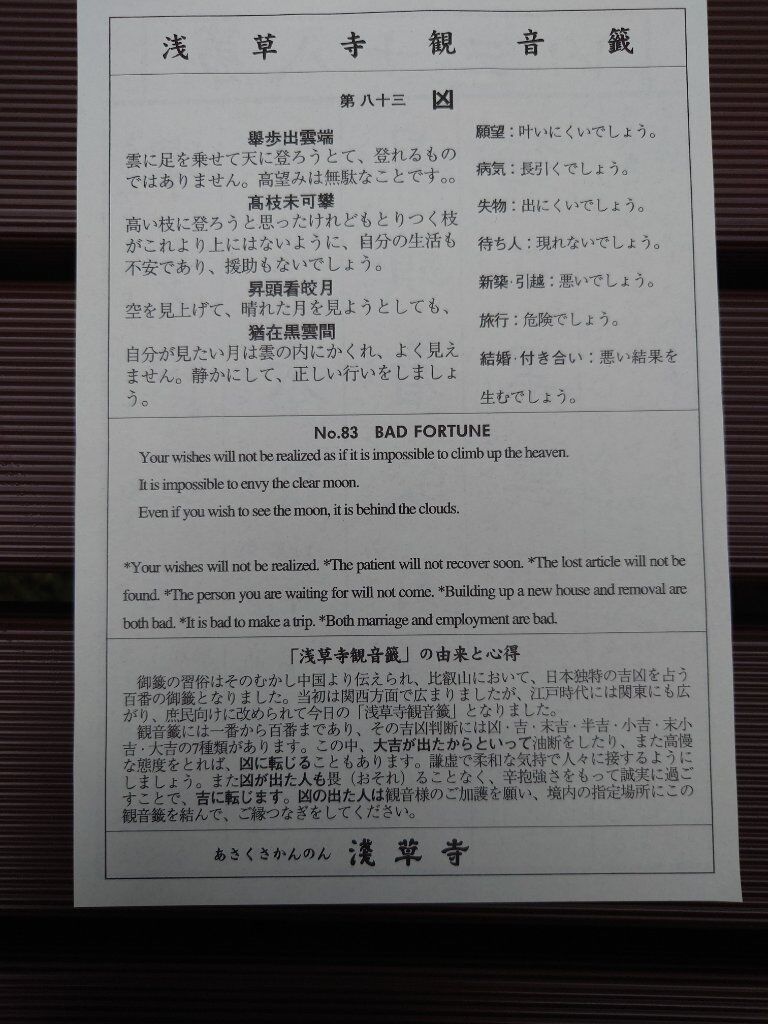 浅草寺観音籤
第八十三 凶
擧歩出雲端
雲に足を乗せて天に登ろうとて、登れるもの
ではありません。高望みは無駄なことです。。
高枝未可攀
高い枝に登ろうと思ったけれどもとりつく枝
がこれより上にはないように、自分の生活も
不安であり、援助もないでしょう。
昇頭看皎月
空を見上げて、晴れた月を見ようとしても、
猶在黒雲間
自分が見たい月は雲の内にかくれ、よく見え
ません。静かにして、正しい行いをしましょ
う。
願望：叶いにくいでしょう。
病気：長引くでしょう。
失物：出にくいでしょう。
待ち人：現れないでしょう。
新築・引越：悪いでしょう。
旅行：危険でしょう。
結婚・付き合い：悪い結果を
生むでしょう。
No.83 BAD FORTUNE
Your wishes will not be realized as if it is impossible to climb up the heaven.
It is impossible to envy the clear moon.
Even if you wish to see the moon, it is behind the clouds.
*Your wishes will not be realized. *The patient will not recover soon. *The lost article will not be
found. *The person you are waiting for will not come. *Building up a new house and removal are
both bad. *It is bad to make a trip. *Both marriage and employment are bad.
「浅草寺観音籤」の由来と心得
御籤の習俗はそのむかし中国より伝えられ、比叡山において、日本独特の吉凶を占う
百番の御籤となりました。当初は関西方面で広まりましたが、江戸時代には関東にも広
がり、庶民向けに改められて今日の「浅草寺観音籤」となりました。
観音籤には一番から百番まであり、その吉凶判断には凶・吉・末吉・半吉・小吉・末小
吉・大吉の7種類があります。この中、大吉が出たからといって油断をしたり、また高慢
な態度をとれば、凶に転じることもあります。謙虚で柔和な気持で人々に接するように
しましょう。また凶が出た人も畏（おそれ）ることなく、辛抱強さをもって誠実に過ご
すことで、吉に転じます。凶の出た人は観音様のご加護を願い、境内の指定場所にこの
観音籤を結んで、ご縁つなぎをしてください。
あさくさかんのん 淺草寺